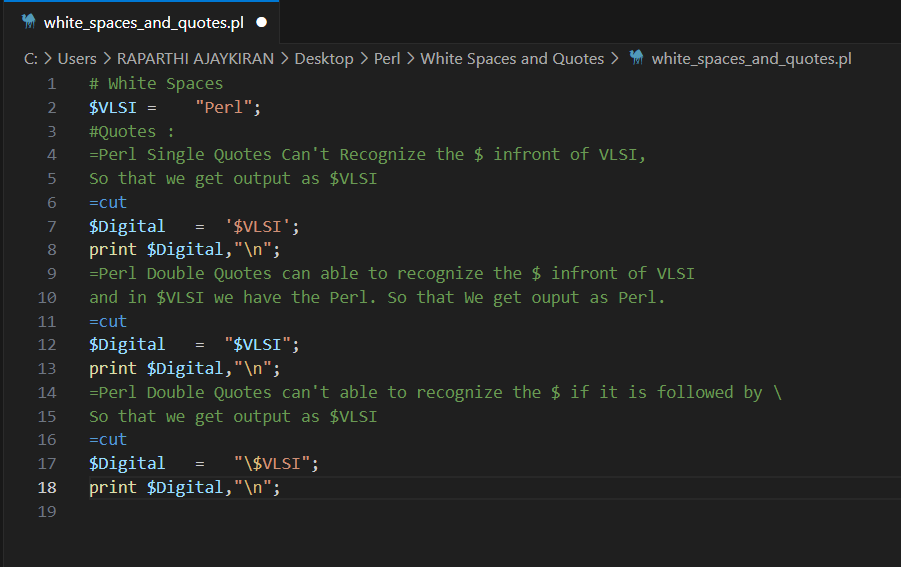 white_spaces_and_quotes.pl
C: > Users > RAPARTHI AJAYKIRAN > Desktop > Perl > White Spaces and Quotes > white_spaces_and_quotes.pl
1 # White Spaces
2 $VLSI =    "Perl";
3 #Quotes :
4 =Perl Single Quotes Can't Recognize the $ infront of VLSI,
5 So that we get output as $VLSI
6 =cut
7 $Digital   =  '$VLSI';
8 print $Digital,"\n";
9 =Perl Double Quotes can able to recognize the $ infront of VLSI
10 and in $VLSI we have the Perl. So that We get ouput as Perl.
11 =cut
12 $Digital   =  "$VLSI";
13 print $Digital,"\n";
14 =Perl Double Quotes can't able to recognize the $ if it is followed by \
15 So that we get output as $VLSI
16 =cut
17 $Digital   =   "\$VLSI";
18 print $Digital,"\n";
19